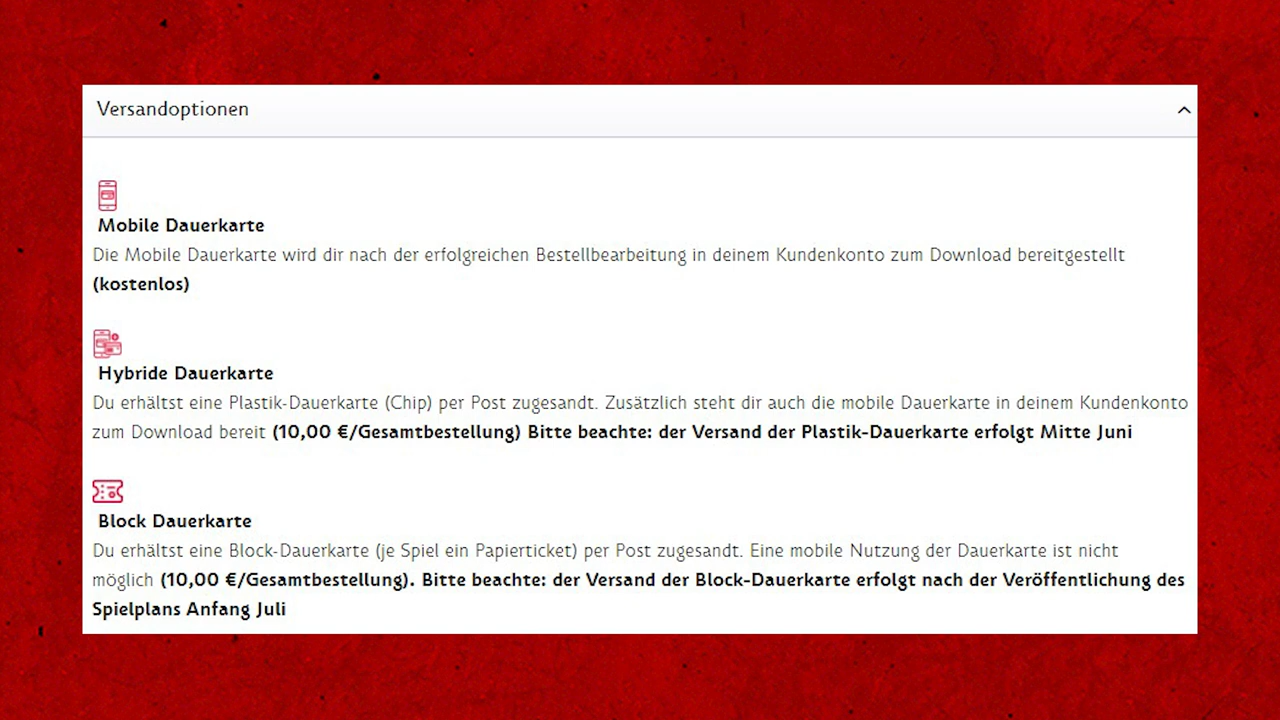 Versandoptionen
Mobile Dauerkarte
Die Mobile Dauerkarte wird dir nach der erfolgreichen Bestellbearbeitung in deinem Kundenkonto zum Download bereitgestellt
(kostenlos)
Hybride Dauerkarte
Du erhältst eine Plastik-Dauerkarte (Chip) per Post zugesandt. Zusätzlich steht dir auch die mobile Dauerkarte in deinem Kundenkonto
zum Download bereit (10,00 €/Gesamtbestellung) Bitte beachte: der Versand der Plastik-Dauerkarte erfolgt Mitte Juni
Block Dauerkarte
Du erhältst eine Block-Dauerkarte (je Spiel ein Papierticket) per Post zugesandt. Eine mobile Nutzung der Dauerkarte ist nicht
möglich (10,00 €/Gesamtbestellung). Bitte beachte: der Versand der Block-Dauerkarte erfolgt nach der Veröffentlichung des
Spielplans Anfang Juli